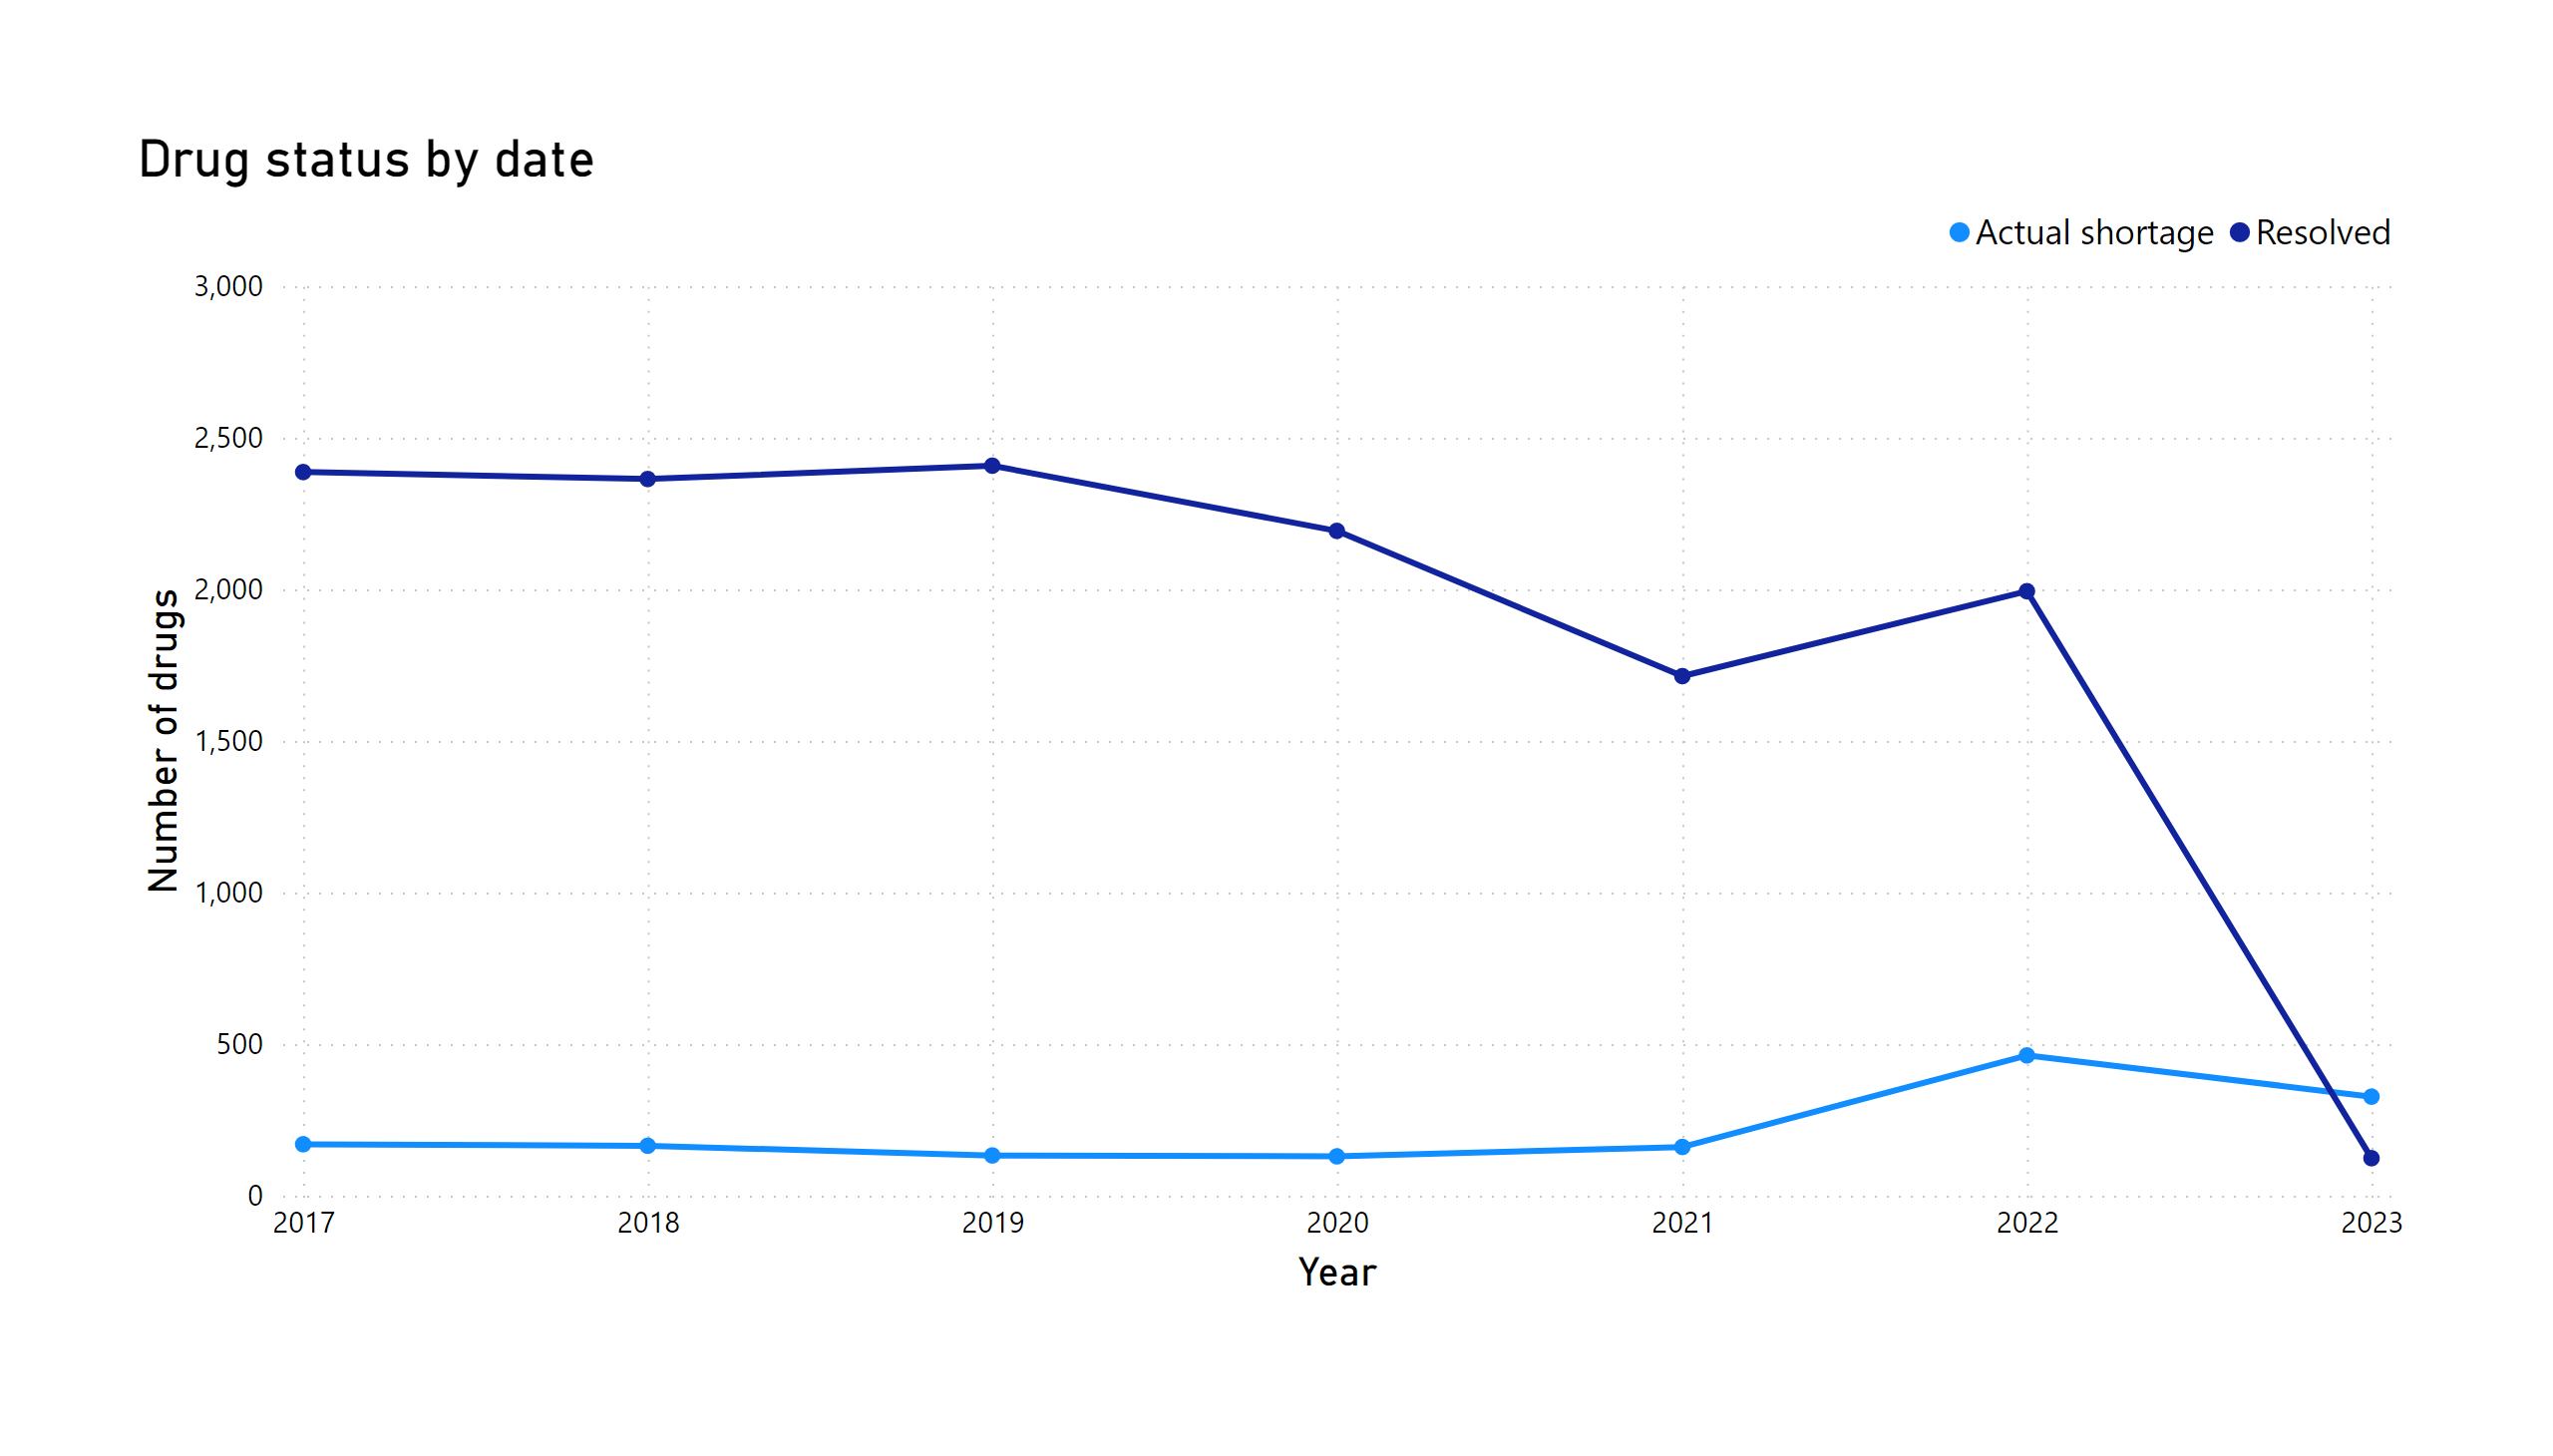 Drug status by date
Actual shortage Resolved
3,000
2,500
2,000
1,500
1,000
500
0
Number of drugs
2017 2018 2019 2020 2021 2022 2023
Year